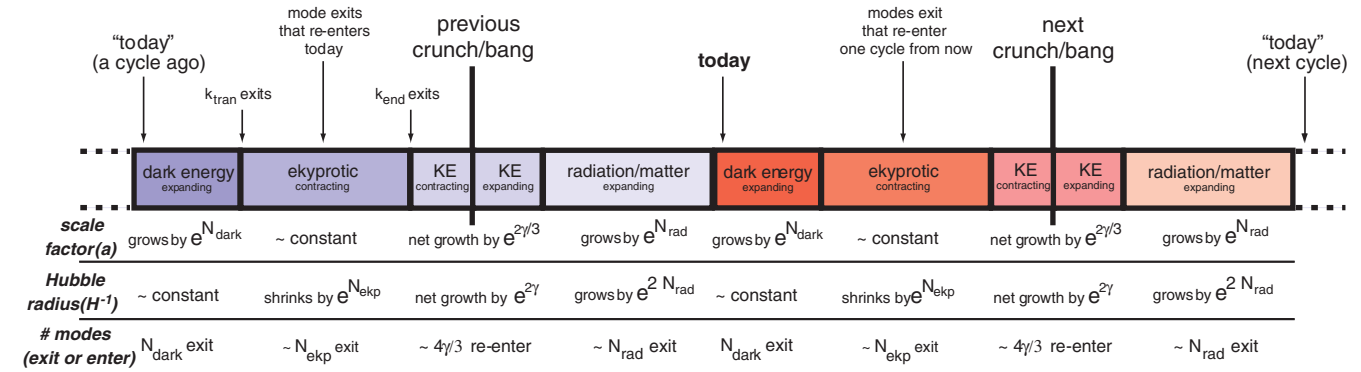 mode exits
that re-enters
today
modes exit
that re-enter
one cycle from now
previous
crunch/bang
next
crunch/bang
“today”
(a cycle ago)
today
“today”
(next cycle)
k_tran exits
k_end exits
dark energy
expanding
ekyprotic
contracting
KE
contracting
KE
expanding
radiation/matter
expanding
dark energy
expanding
ekyprotic
contracting
KE
contracting
KE
expanding
radiation/matter
expanding
scale
factor(a)
grows by e^{N_dark}
~ constant
net growth by e^{2γ/3}
grows by e^{N_rad}
grows by e^{N_dark}
~ constant
net growth by e^{2γ/3}
grows by e^{N_rad}
Hubble
radius(H^{-1})
~ constant
shrinks by e^{N_ekp}
net growth by e^{2γ}
grows by e^{2 N_rad}
~ constant
shrinks by e^{N_ekp}
net growth by e^{2γ}
grows by e^{2 N_rad}
# modes
(exit or enter)
N_dark exit
~ N_ekp exit
~ 4γ/3 re-enter
~ N_rad exit
N_dark exit
~ N_ekp exit
~ 4γ/3 re-enter
~ N_rad exit